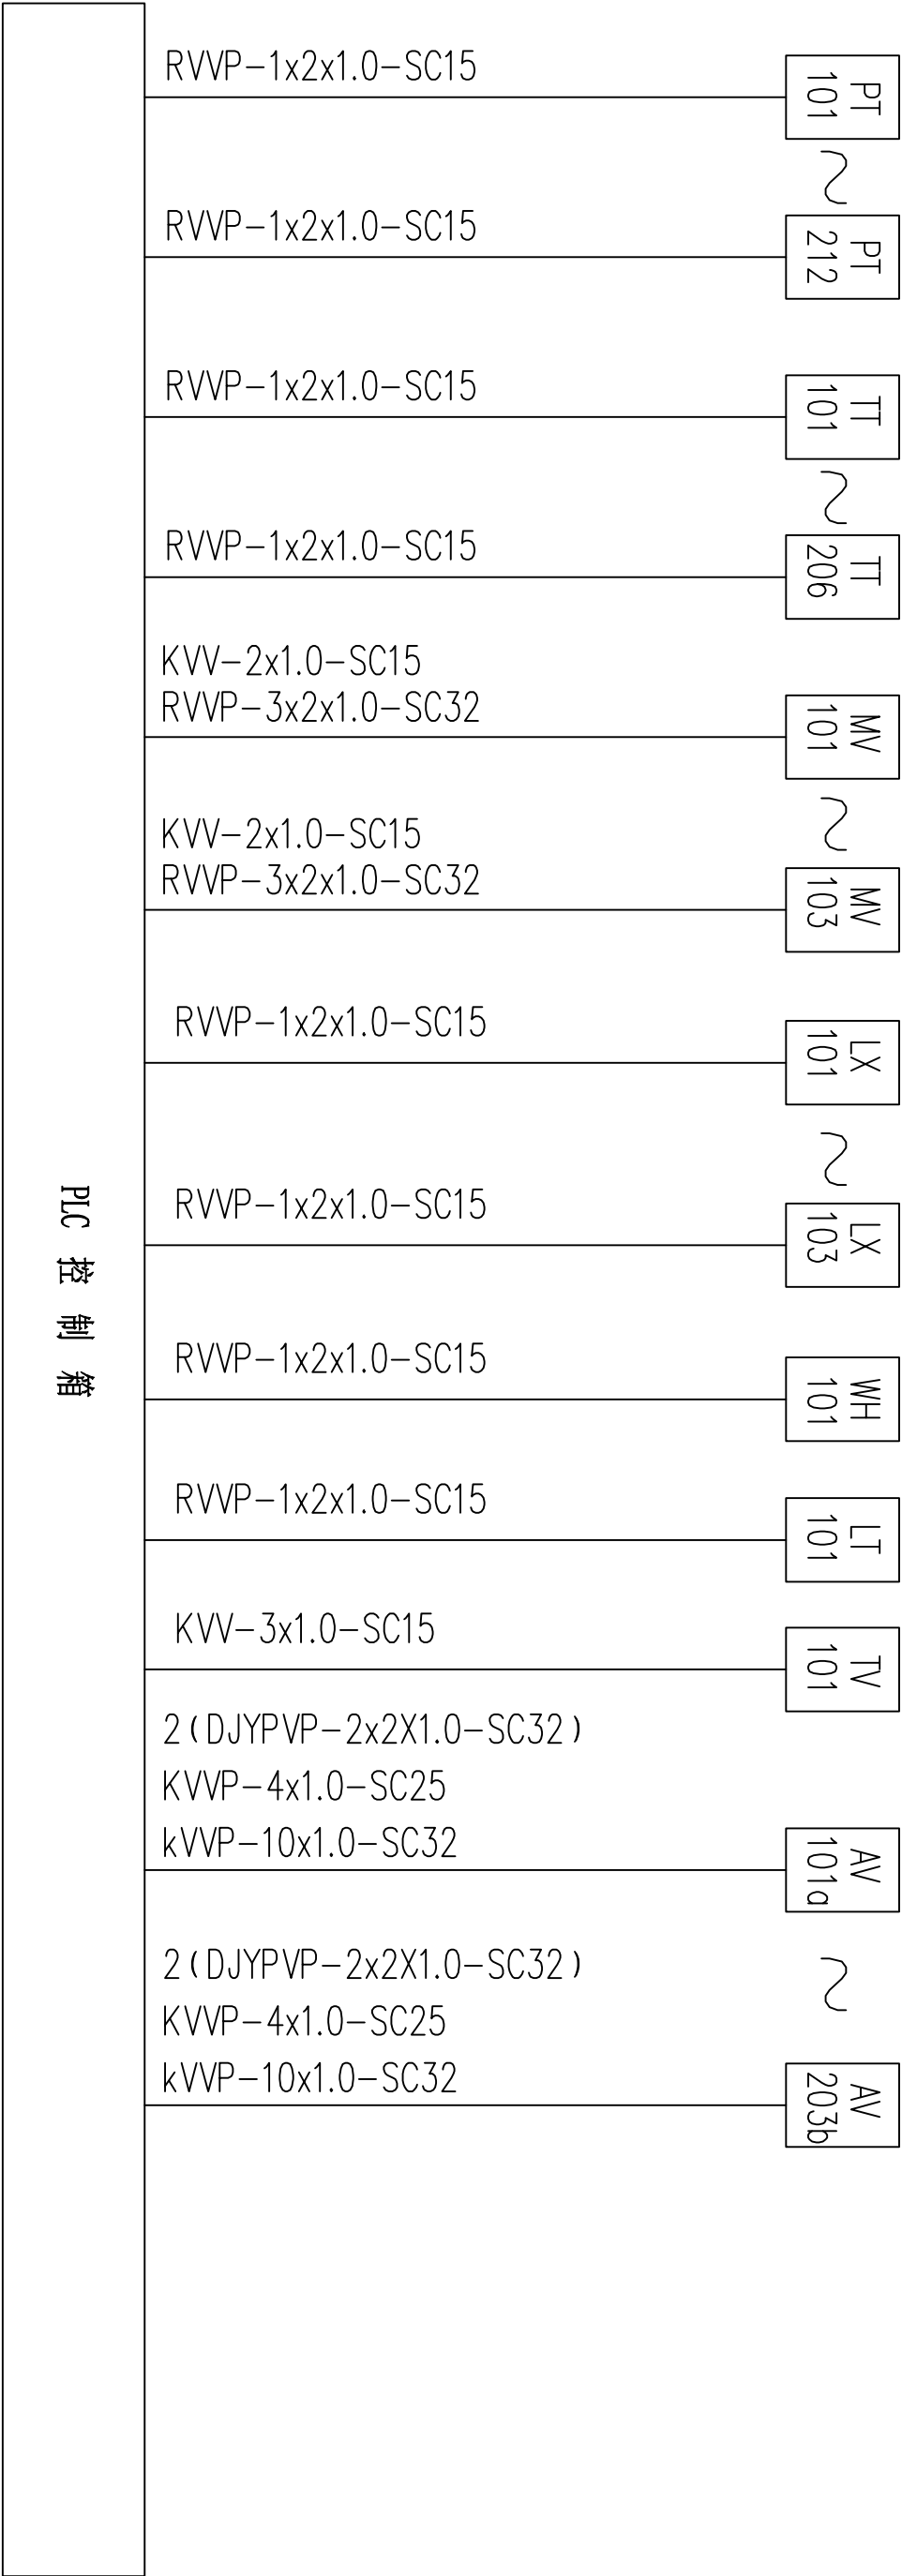 RVVP-1x2x1.0-SC15
PT
101
RVVP-1x2x1.0-SC15
PT
212
RVVP-1x2x1.0-SC15
TT
101
RVVP-1x2x1.0-SC15
TT
206
KVV-2x1.0-SC15
RVVP-3x2x1.0-SC32
MV
101
KVV-2x1.0-SC15
RVVP-3x2x1.0-SC32
MV
103
RVVP-1x2x1.0-SC15
LX
101
RVVP-1x2x1.0-SC15
LX
103
PLC 控制箱
RVVP-1x2x1.0-SC15
WH
101
RVVP-1x2x1.0-SC15
LT
101
KVV-3x1.0-SC15
TV
101
2(DJYPVP-2x2X1.0-SC32)
KVVP-4x1.0-SC25
kVVP-10x1.0-SC32
AV
101a
2(DJYPVP-2x2X1.0-SC32)
KVVP-4x1.0-SC25
kVVP-10x1.0-SC32
AV
203b